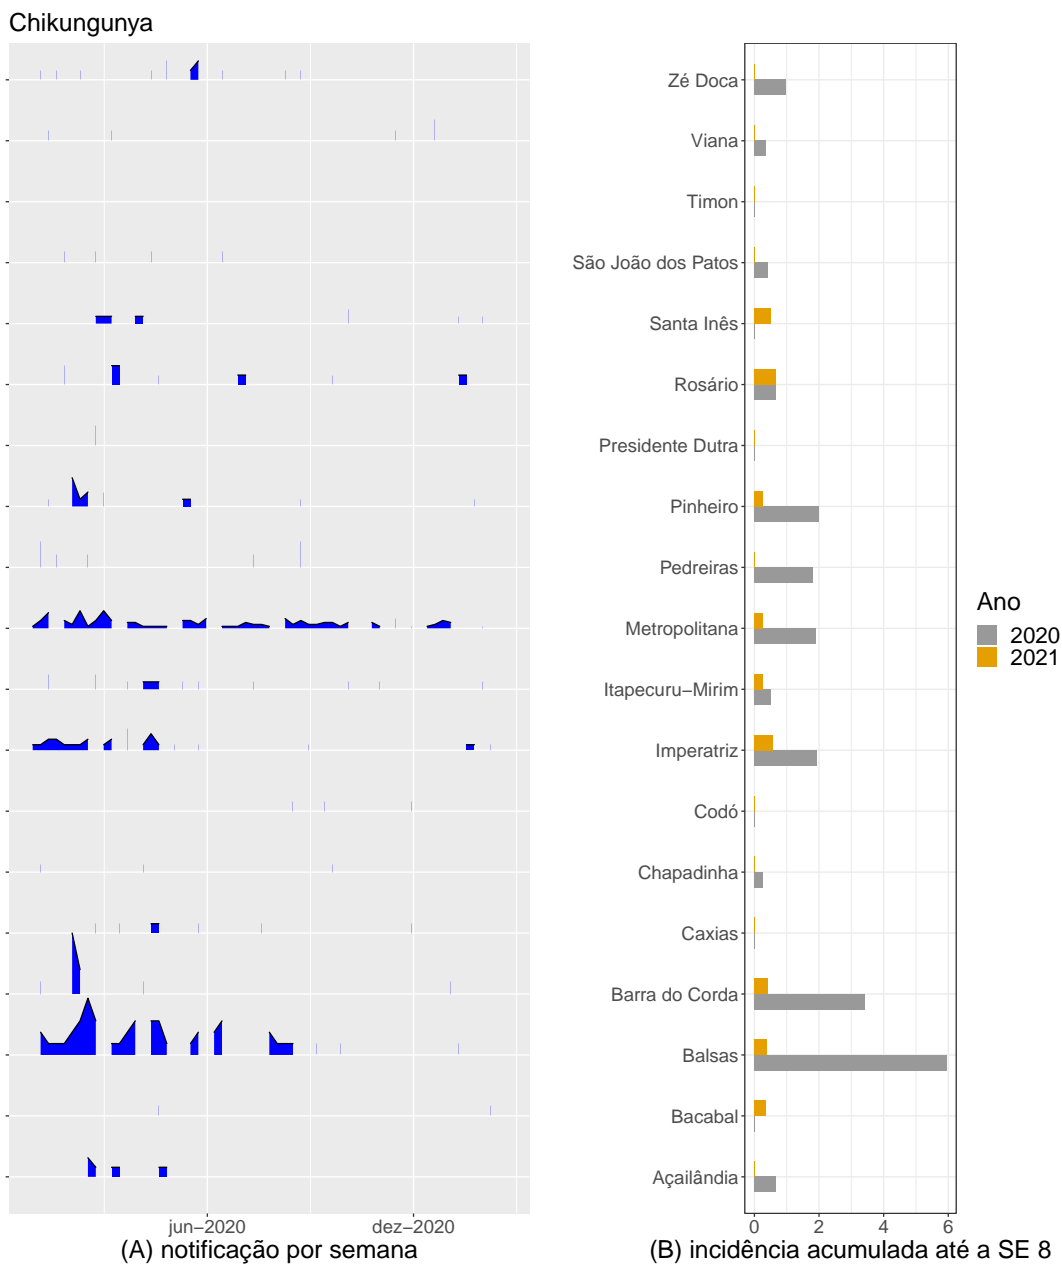 Chikungunya
Zé Doca
Viana
Timon
São João dos Patos
Santa Inês
Rosário
Presidente Dutra
Pinheiro
Pedreiras
Metropolitana
Itapecuru−Mirim
Imperatriz
Codó
Chapadinha
Caxias
Barra do Corda
Balsas
Bacabal
Açailândia
Ano
2020
2021
jun−2020 dez−2020
0 2 4 6
(A) notificação por semana
(B) incidência acumulada até a SE 8